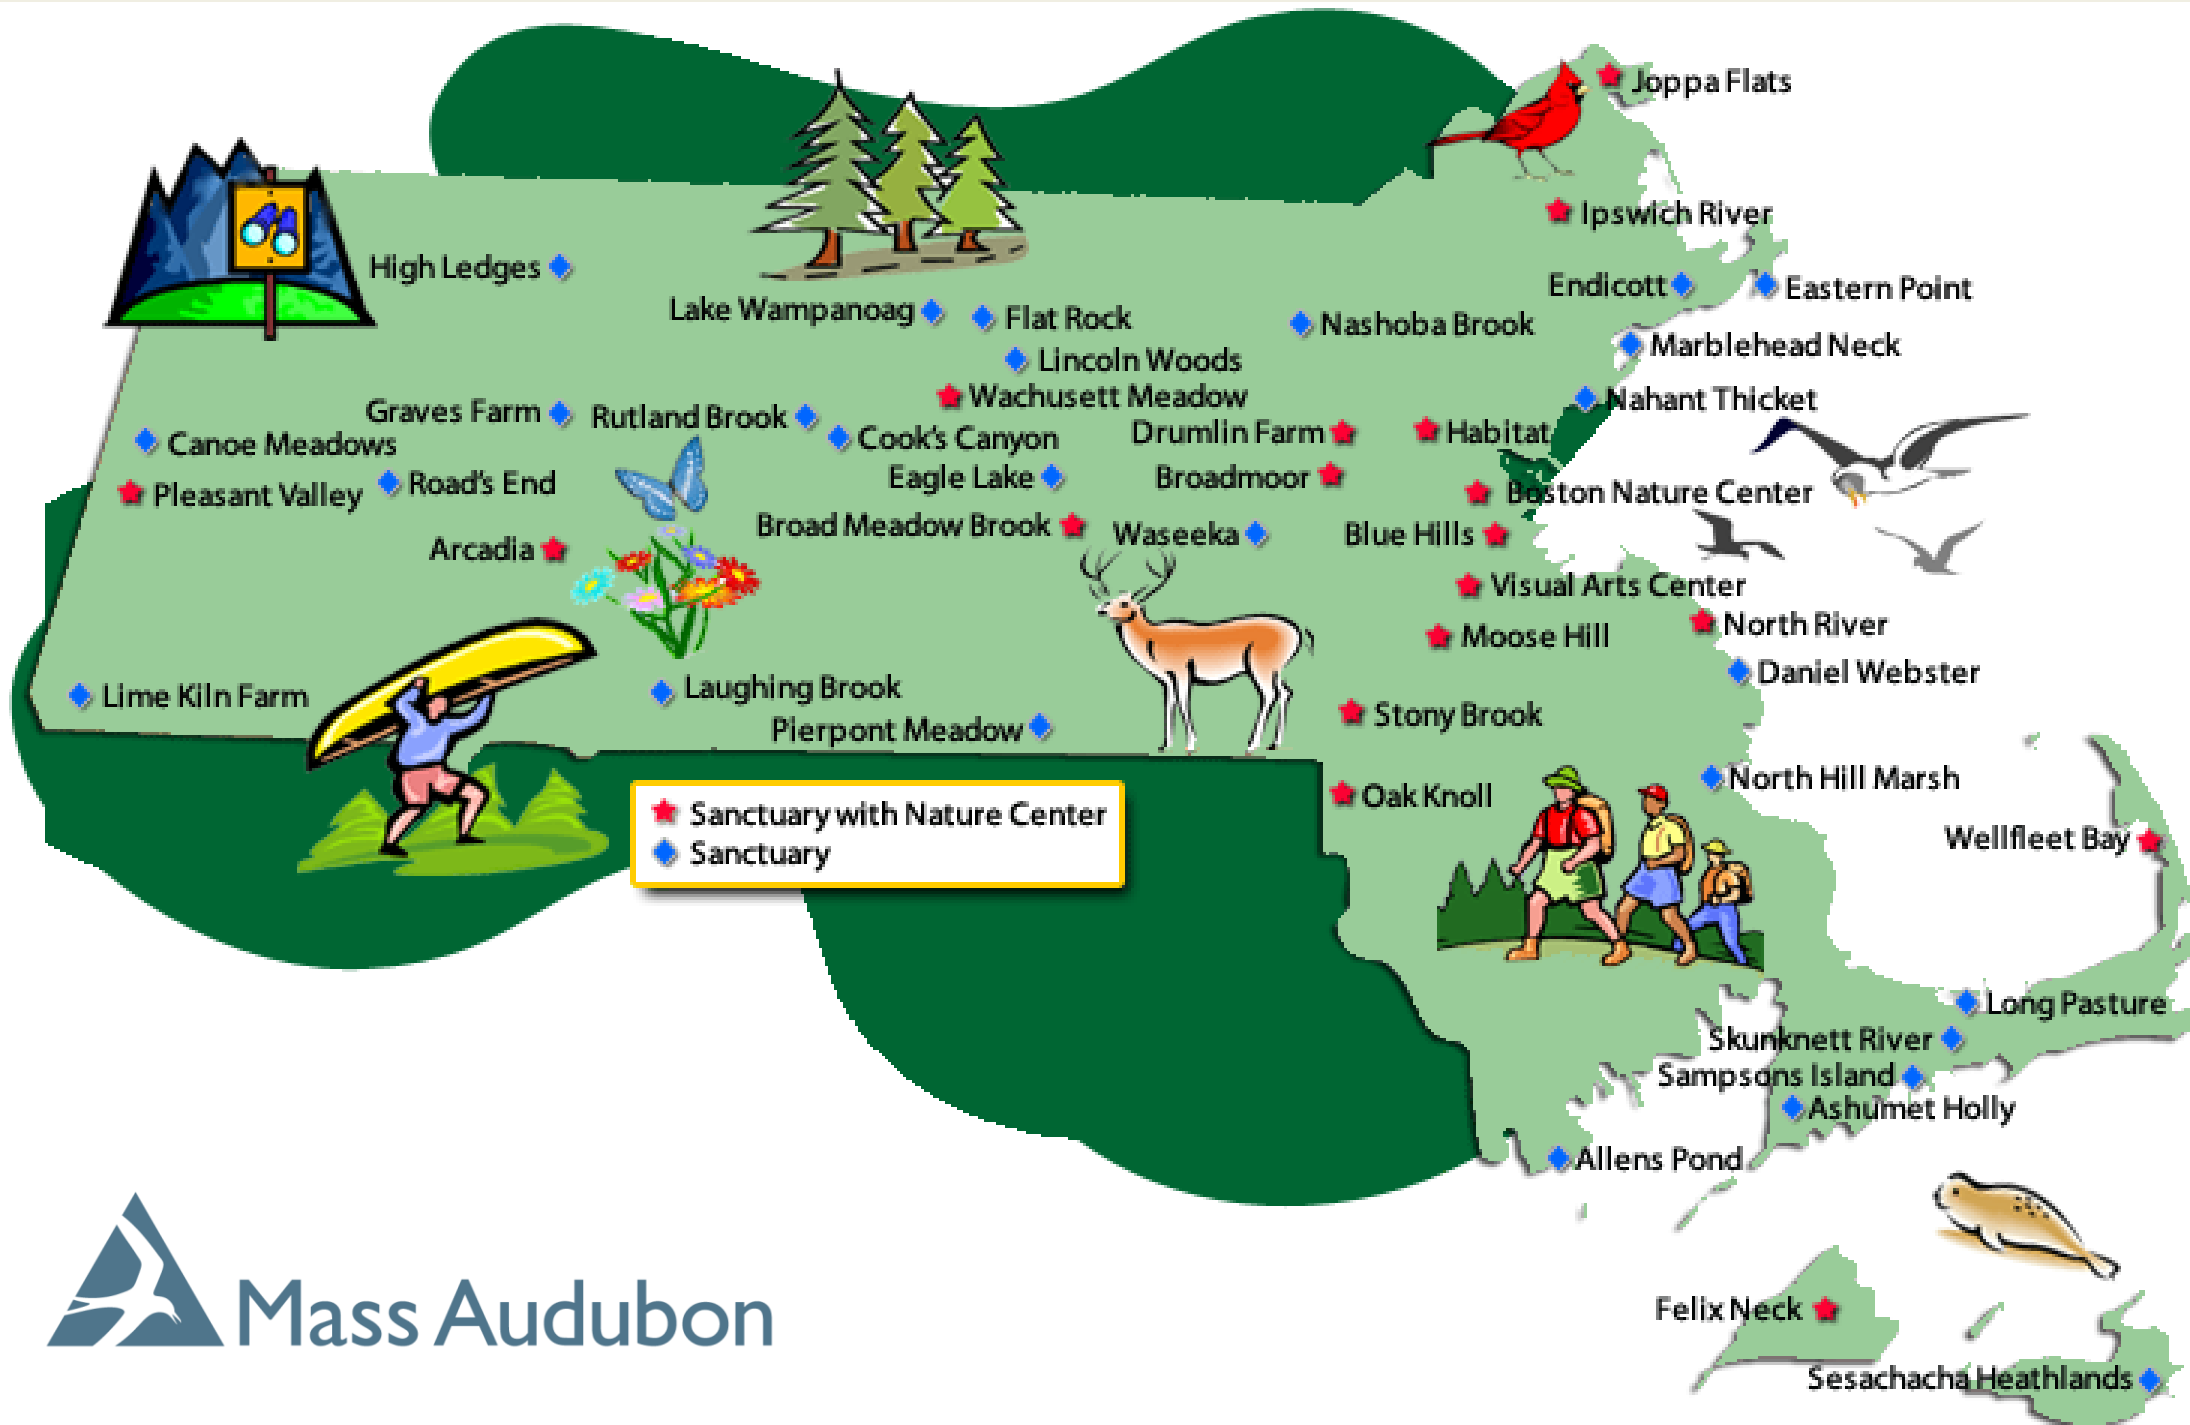 Joppa Flats
Ipswich River
High Ledges
Endicott
Eastern Point
Lake Wampanoag
Flat Rock
Nashoba Brook
Marblehead Neck
Lincoln Woods
Wachusett Meadow
Nahant Thicket
Graves Farm
Rutland Brook
Cook's Canyon
Drumlin Farm
Habitat
Canoe Meadows
Eagle Lake
Broadmoor
Road's End
Pleasant Valley
Boston Nature Center
Broad Meadow Brook
Waseeka
Blue Hills
Arcadia
Visual Arts Center
North River
Moose Hill
Daniel Webster
Lime Kiln Farm
Laughing Brook
Stony Brook
Pierpont Meadow
North Hill Marsh
Oak Knoll
Sanctuary with Nature Center
Sanctuary
Wellfleet Bay
Long Pasture
Skunknett River
Sampsons Island
Ashumet Holly
Allens Pond
Felix Neck
Mass Audubon
Sesachacha Heathlands